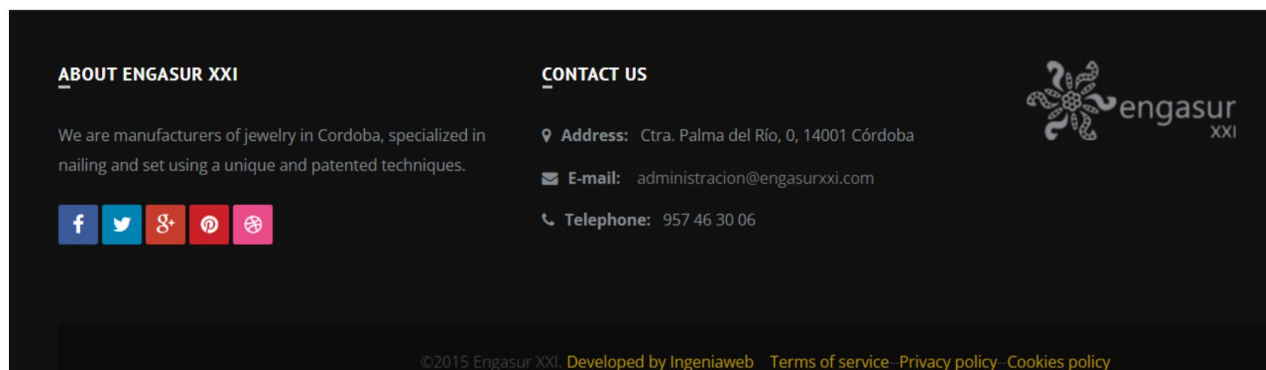 ABOUT ENGASUR XXI
We are manufacturers of jewelry in Cordoba, specialized in
nailing and set using a unique and patented techniques.
CONTACT US
Address: Ctra. Palma del Río, 0, 14001 Córdoba
E-mail: administracion@engasurxxi.com
Telephone: 957 46 30 06
engasur
XXI
©2015 Engasur XXI. Developed by Ingeniaweb Terms of service--Privacy policy--Cookies policy